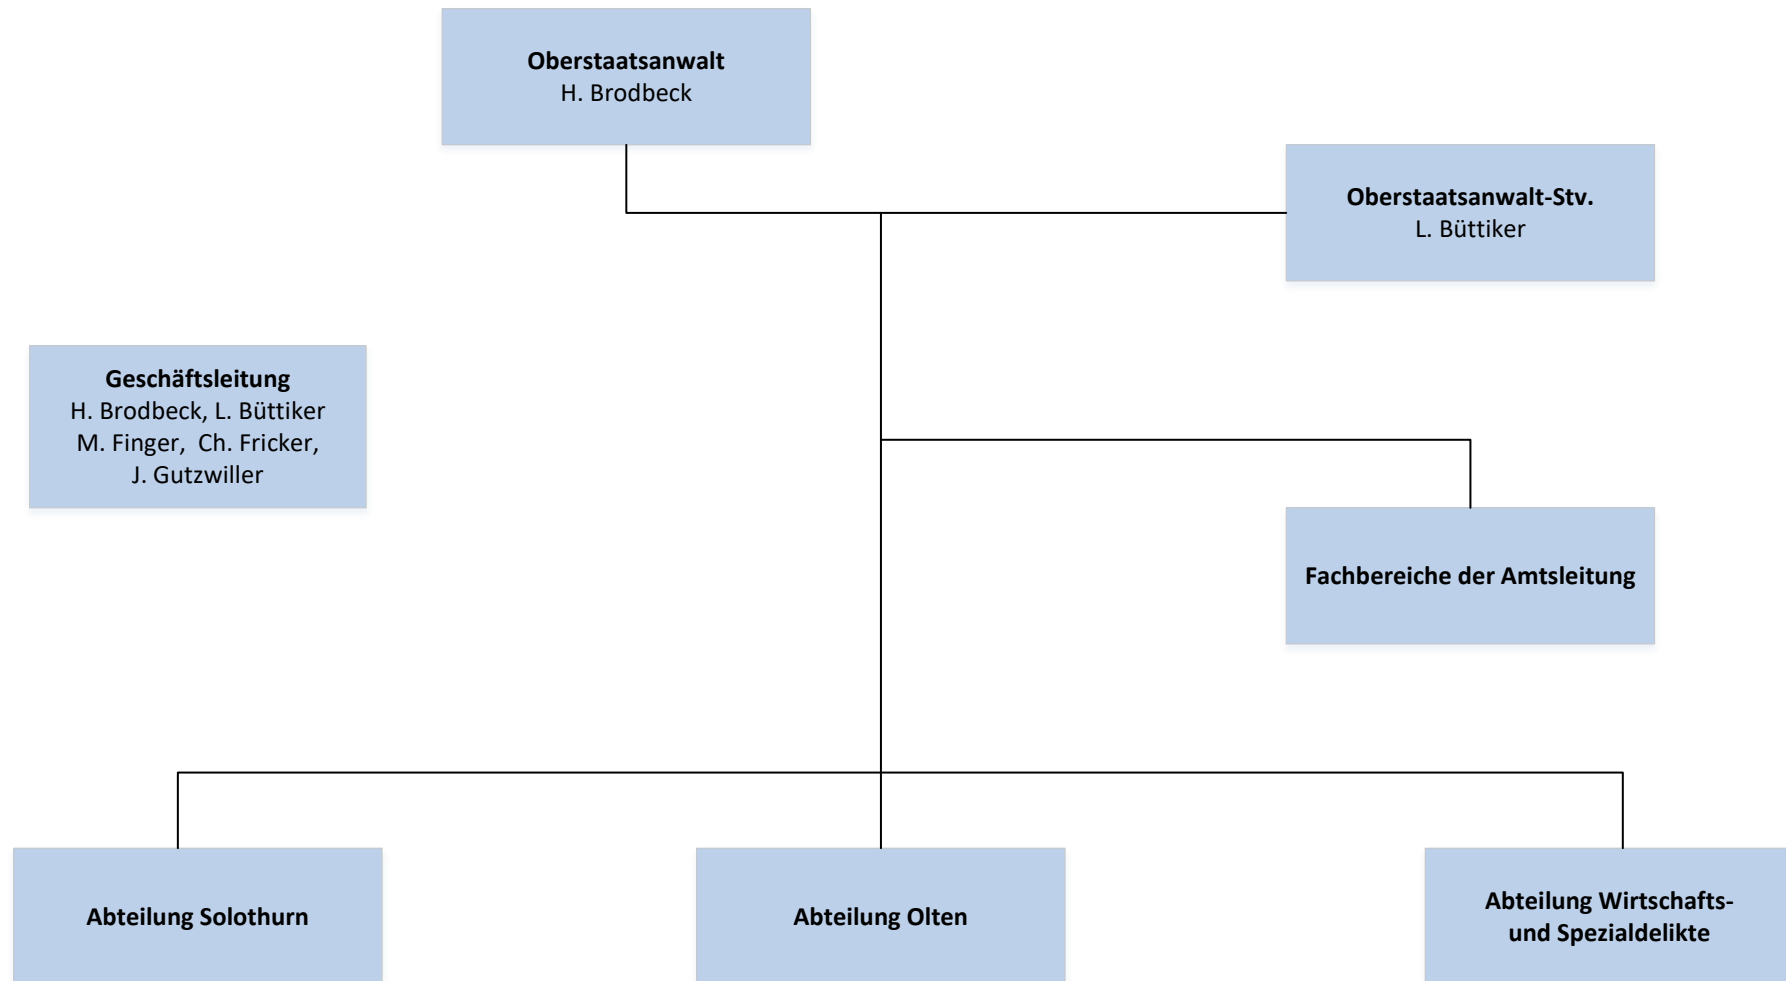 Oberstaatsanwalt
H. Brodbeck
Oberstaatsanwalt-Stv.
L. Büttiker
Geschäftsleitung
H. Brodbeck, L. Büttiker
M. Finger, Ch. Fricker,
J. Gutzwiller
Fachbereiche der Amtsleitung
Abteilung Solothurn
Abteilung Olten
Abteilung Wirtschafts-
und Spezialdelikte